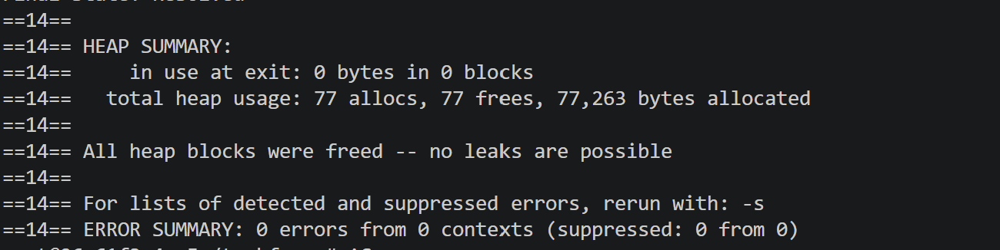 ==14==
==14== HEAP SUMMARY:
==14==     in use at exit: 0 bytes in 0 blocks
==14==   total heap usage: 77 allocs, 77 frees, 77,263 bytes allocated
==14==
==14== All heap blocks were freed -- no leaks are possible
==14==
==14== For lists of detected and suppressed errors, rerun with: -s
==14== ERROR SUMMARY: 0 errors from 0 contexts (suppressed: 0 from 0)